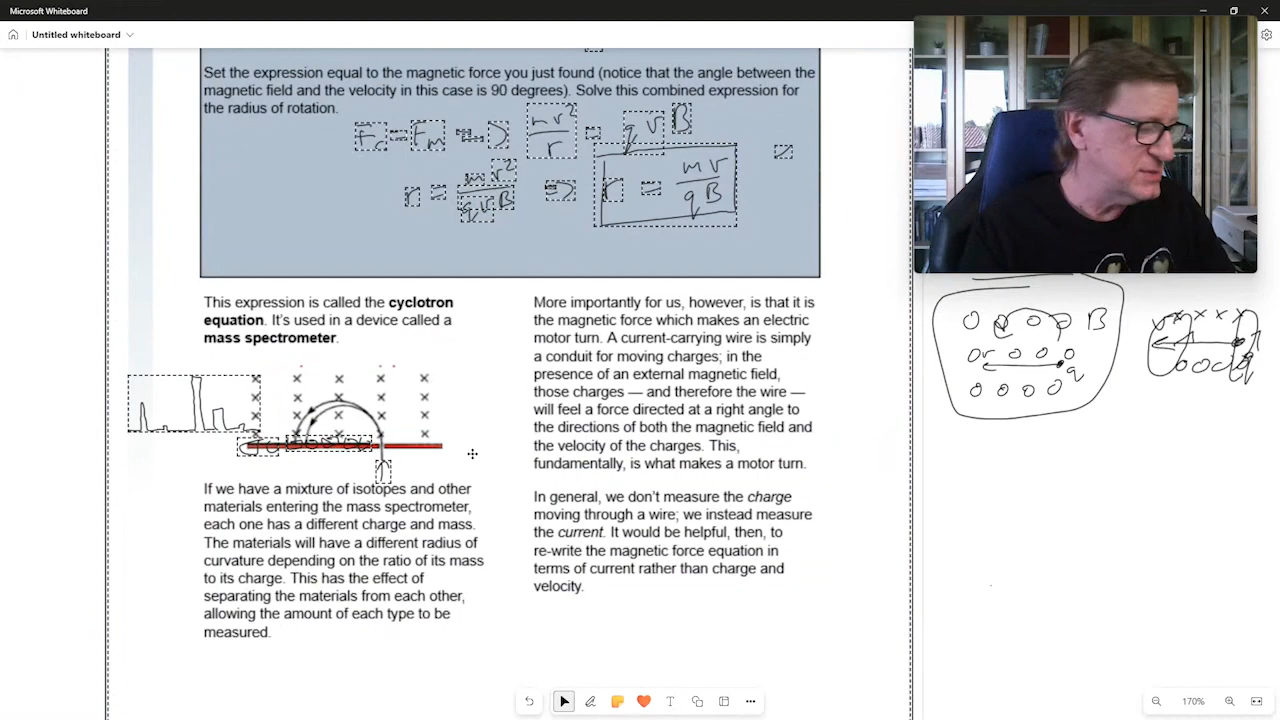 Microsoft Whiteboard
Untitled whiteboard
Set the expression equal to the magnetic force you just found (notice that the angle between the
magnetic field and the velocity in this case is 90 degrees). Solve this combined expression for
the radius of rotation.
Fc = Fm => mv²/r = qvB
r = mv²/qvB => r = mv/qB
This expression is called the cyclotron
equation. It's used in a device called a
mass spectrometer.
If we have a mixture of isotopes and other
materials entering the mass spectrometer,
each one has a different charge and mass.
The materials will have a different radius of
curvature depending on the ratio of its mass
to its charge. This has the effect of
separating the materials from each other,
allowing the amount of each type to be
measured.
More importantly for us, however, is that it is
the magnetic force which makes an electric
motor turn. A current-carrying wire is simply
a conduit for moving charges; in the
presence of an external magnetic field,
those charges — and therefore the wire —
will feel a force directed at a right angle to
the directions of both the magnetic field and
the velocity of the charges. This,
fundamentally, is what makes a motor turn.
In general, we don't measure the charge
moving through a wire; we instead measure
the current. It would be helpful, then, to
re-write the magnetic force equation in
terms of current rather than charge and
velocity.
B
v
q
170%